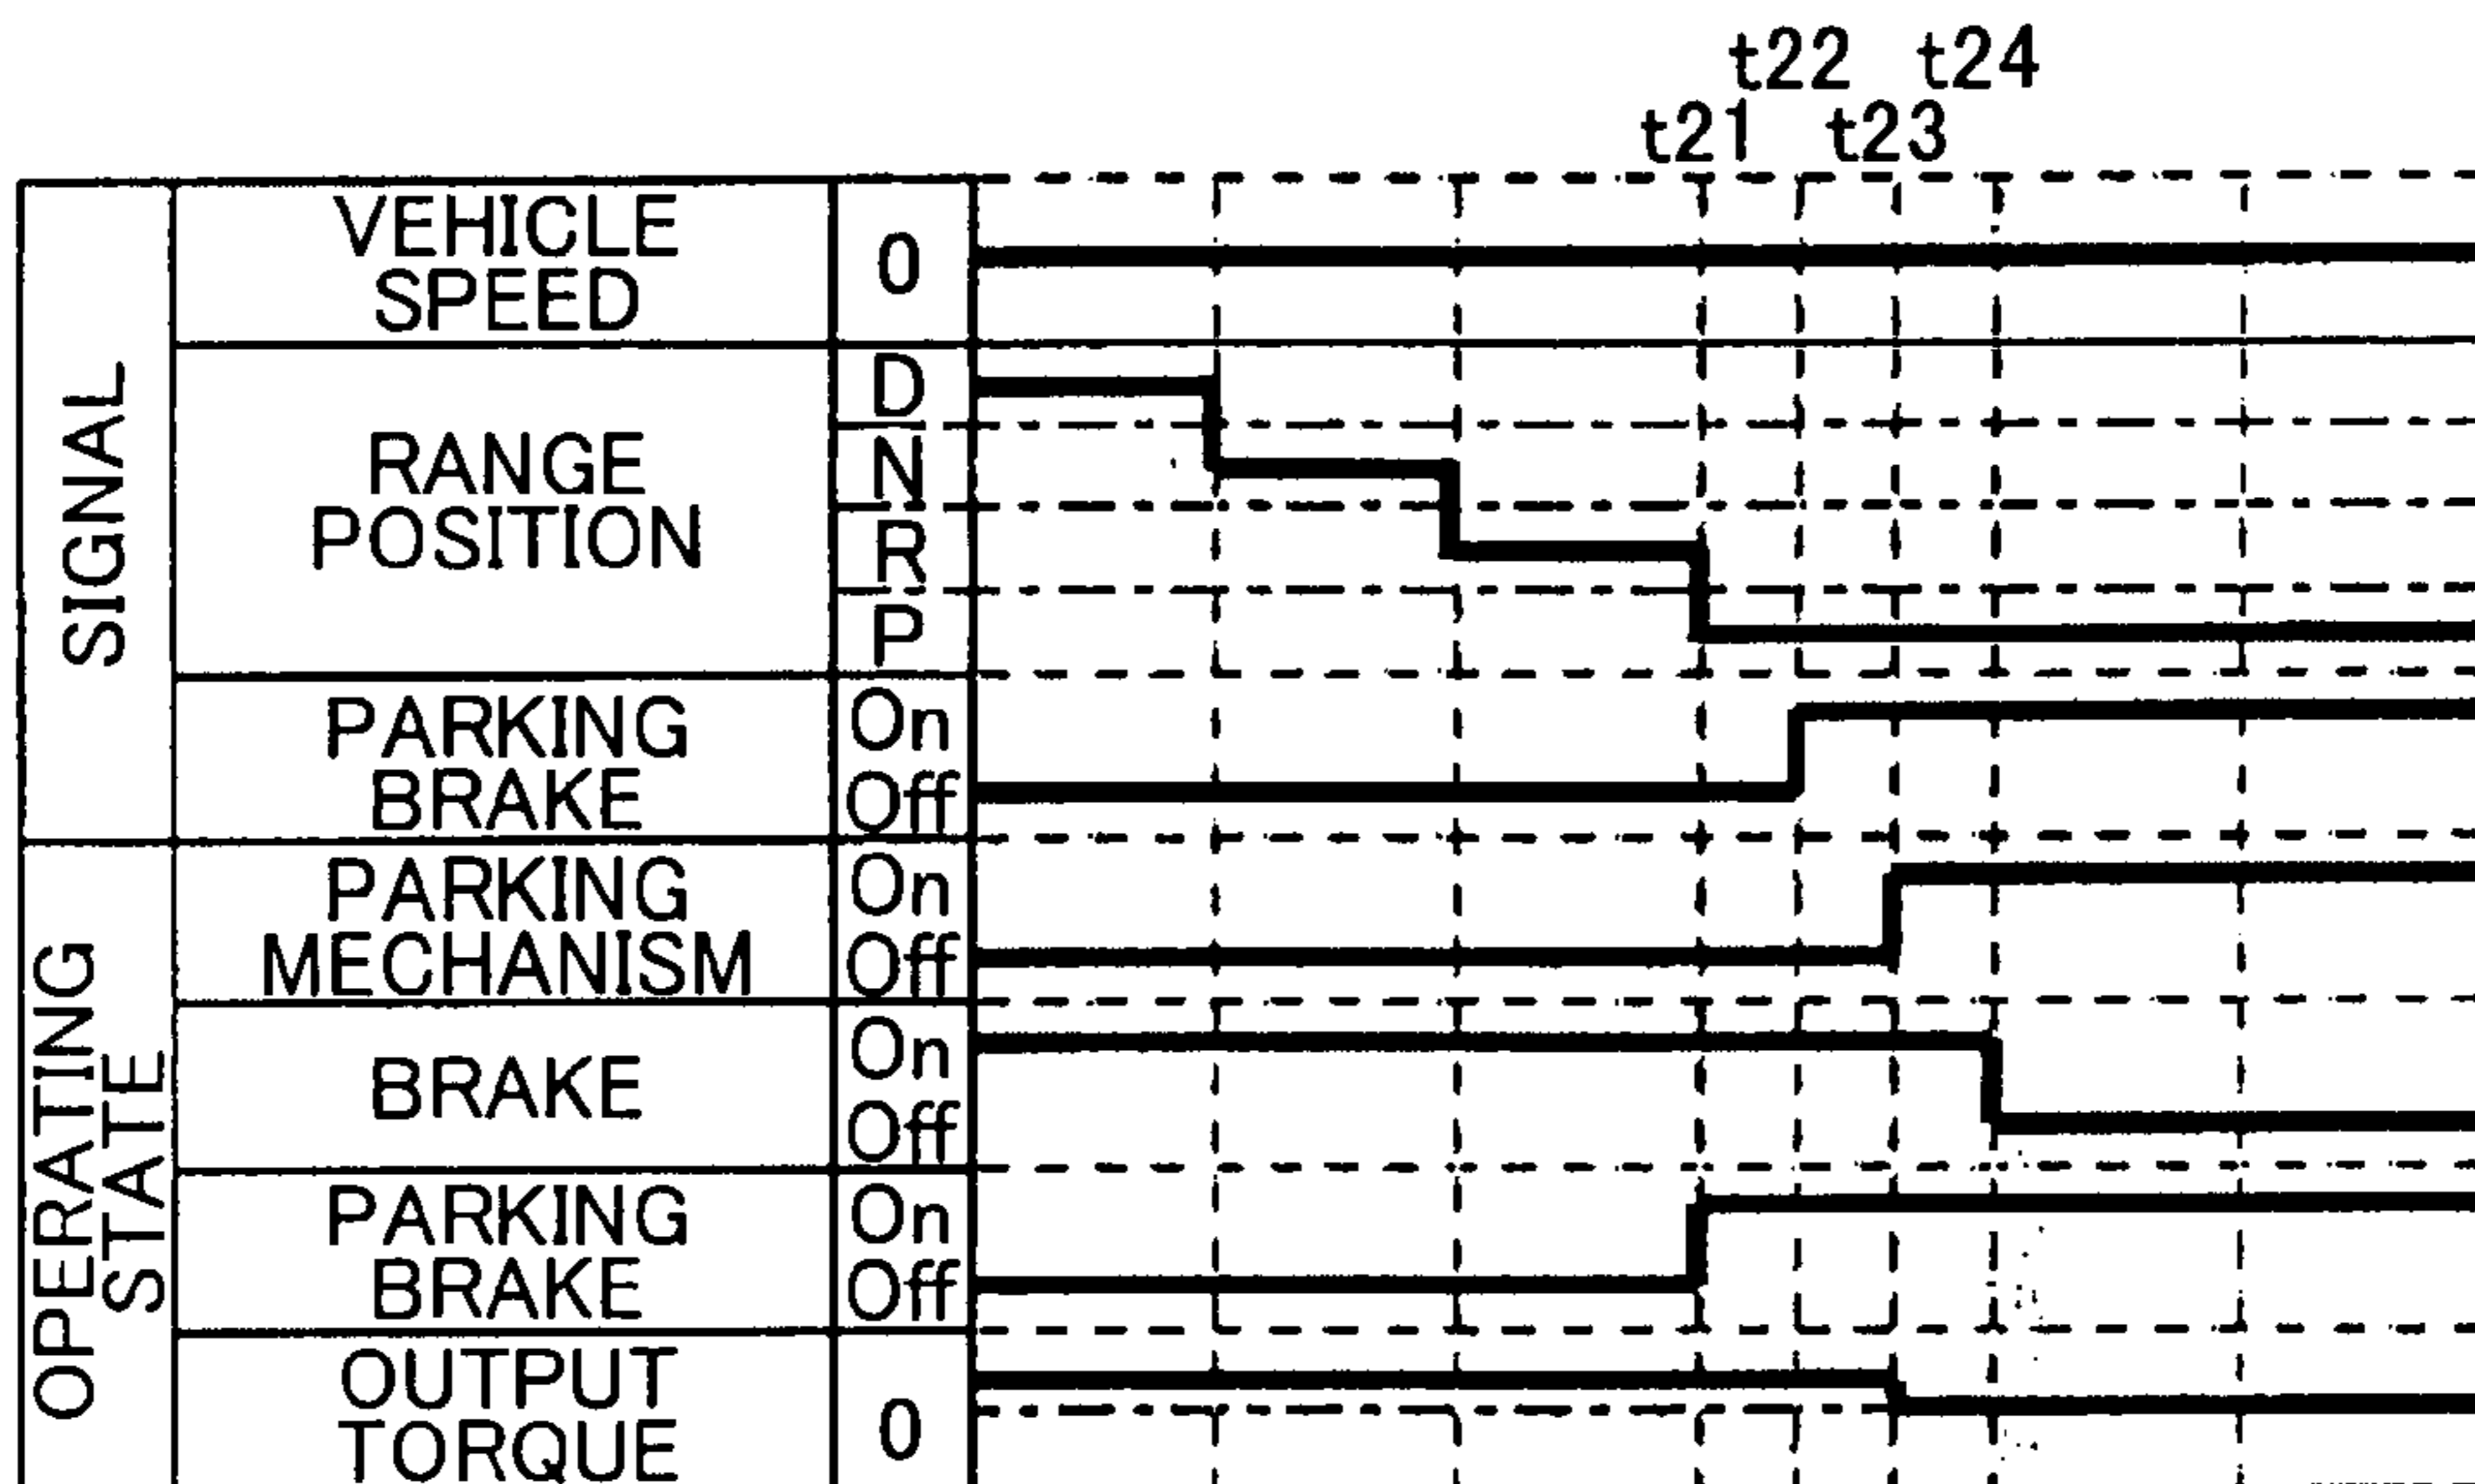 t22 t24
t21 t23
SIGNAL
VEHICLE
SPEED
0
RANGE
POSITION
D
N
R
P
PARKING
BRAKE
On
Off
OPERATING
STATE
PARKING
MECHANISM
On
Off
BRAKE
On
Off
PARKING
BRAKE
On
Off
OUTPUT
TORQUE
0